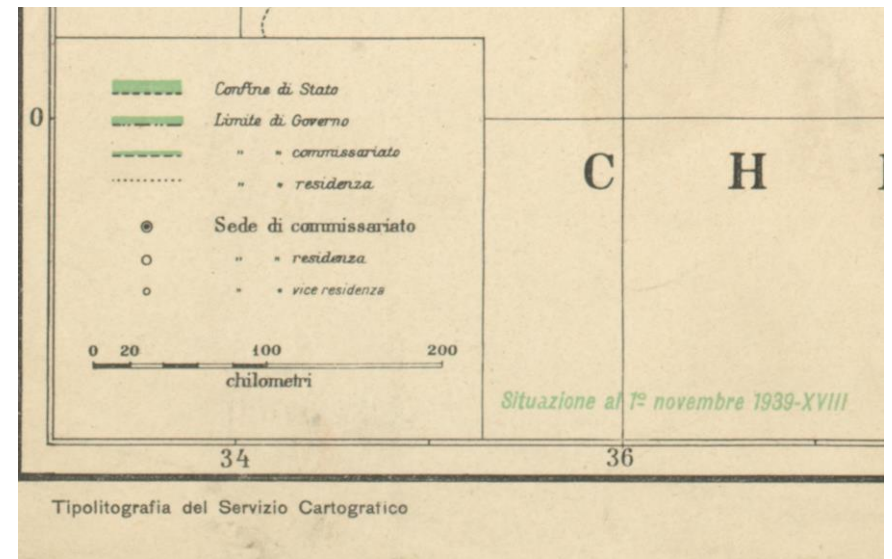 Confine di Stato
0
Limite di Governo
" " commissariato
" " residenza
C H
Sede di commissariato
" " residenza
" " vice residenza
0 20 100 200
chilometri
Situazione al 1º novembre 1939-XVIII
34 36
Tipolitografia del Servizio Cartografico